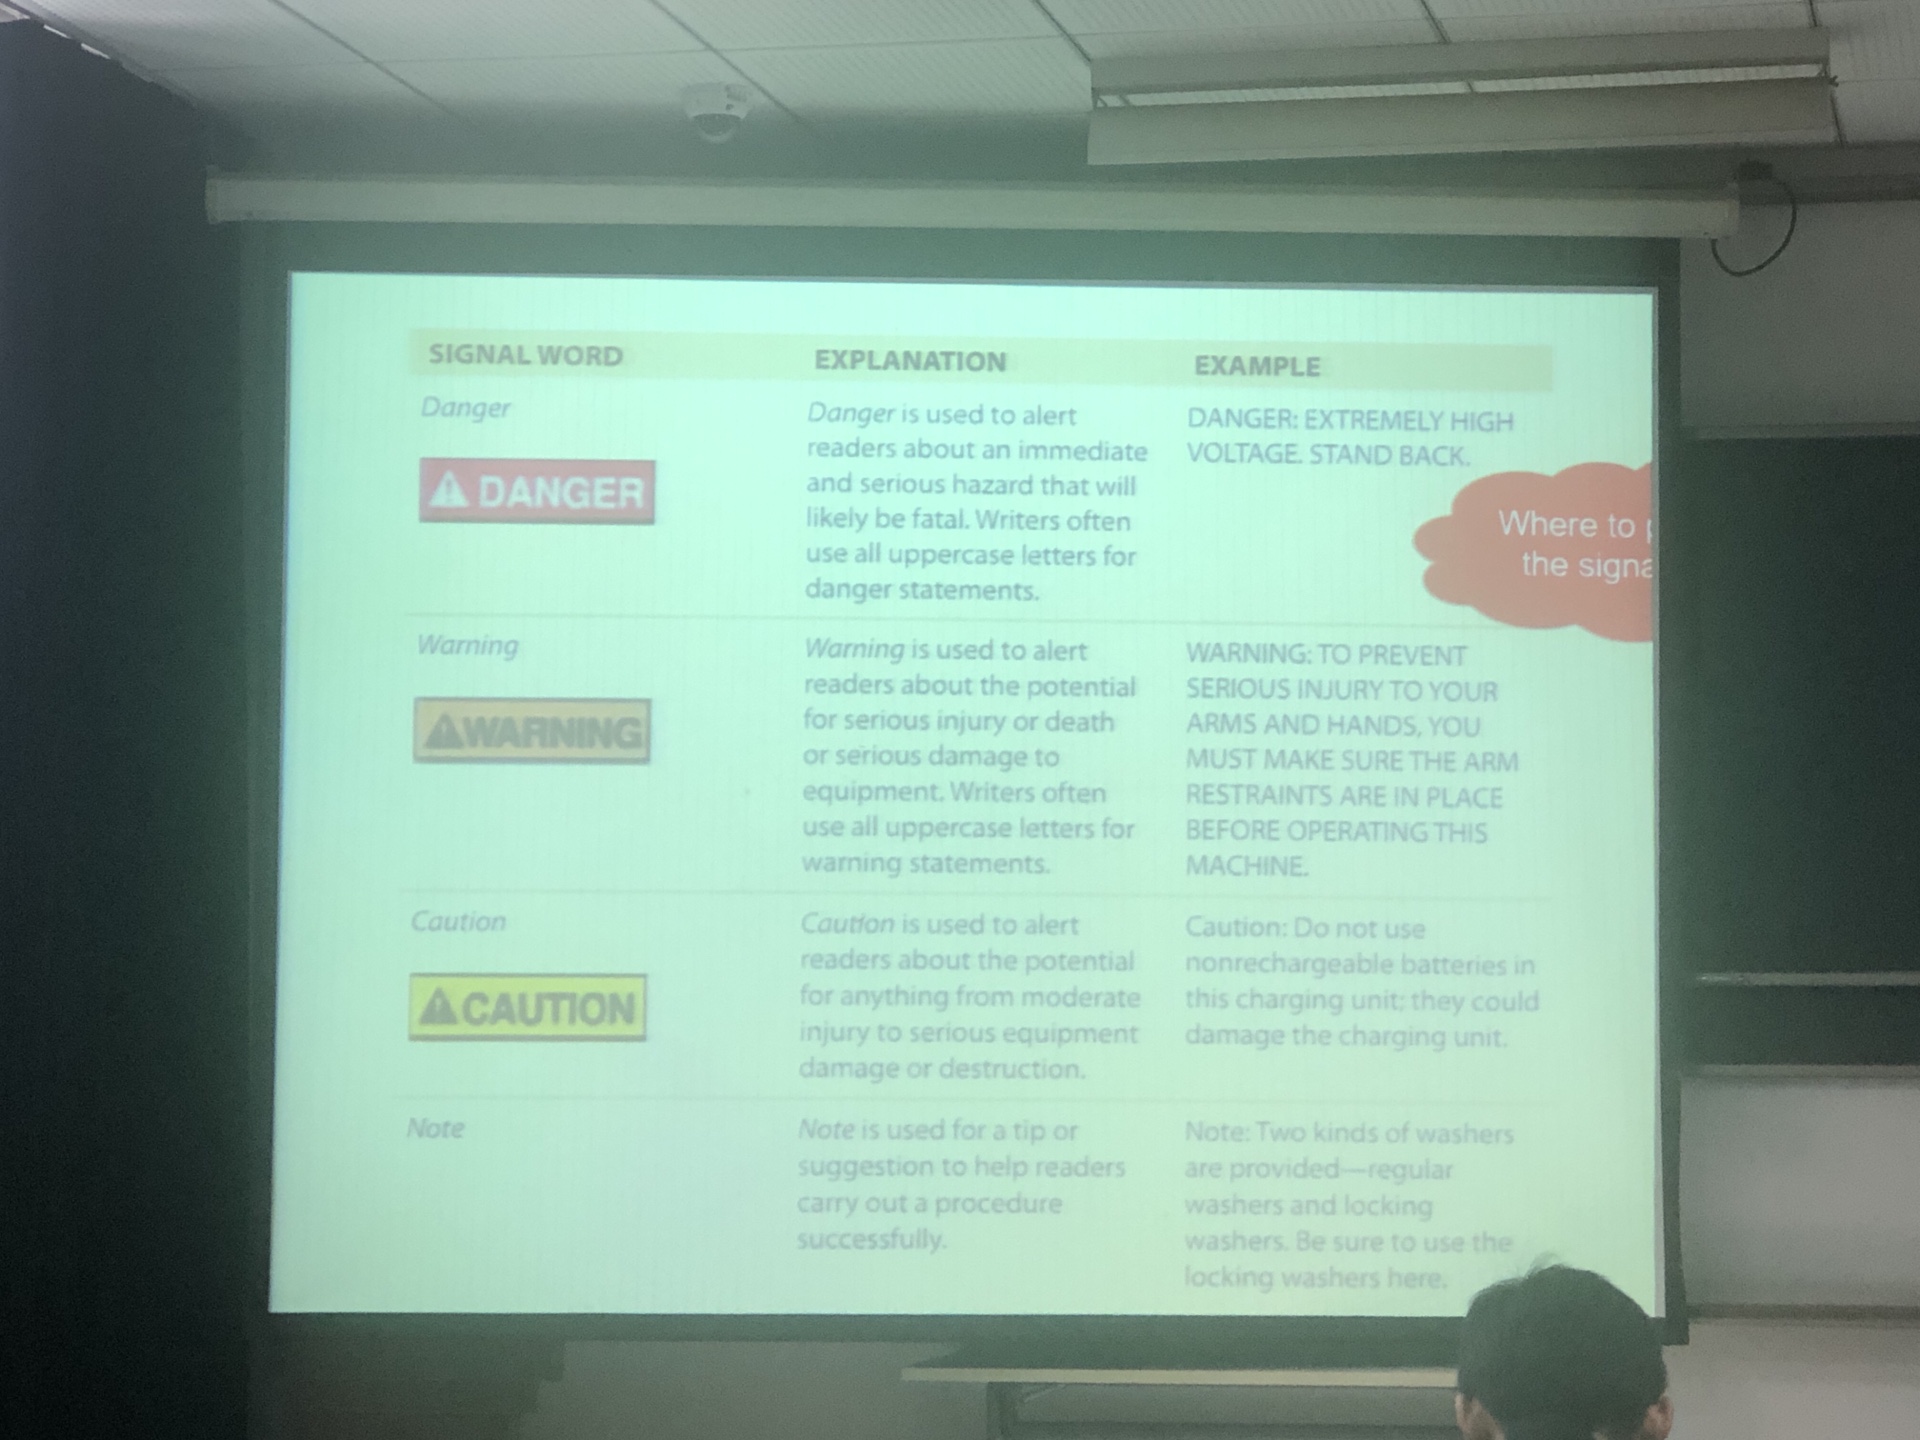 SIGNAL WORD
EXPLANATION
EXAMPLE
Danger
DANGER
Danger is used to alert
readers about an immediate
and serious hazard that will
likely be fatal. Writers often
use all uppercase letters for
danger statements.
DANGER: EXTREMELY HIGH
VOLTAGE. STAND BACK.
Where to
the signa
Warning
WARNING
Warning is used to alert
readers about the potential
for serious injury or death
or serious damage to
equipment. Writers often
use all uppercase letters for
warning statements.
WARNING: TO PREVENT
SERIOUS INJURY TO YOUR
ARMS AND HANDS, YOU
MUST MAKE SURE THE ARM
RESTRAINTS ARE IN PLACE
BEFORE OPERATING THIS
MACHINE.
Caution
CAUTION
Caution is used to alert
readers about the potential
for anything from moderate
injury to serious equipment
damage or destruction.
Caution: Do not use
nonrechargeable batteries in
this charging unit; they could
damage the charging unit.
Note
Note is used for a tip or
suggestion to help readers
carry out a procedure
successfully.
Note: Two kinds of washers
are provided—regular
washers and locking
washers. Be sure to use the
locking washers here.